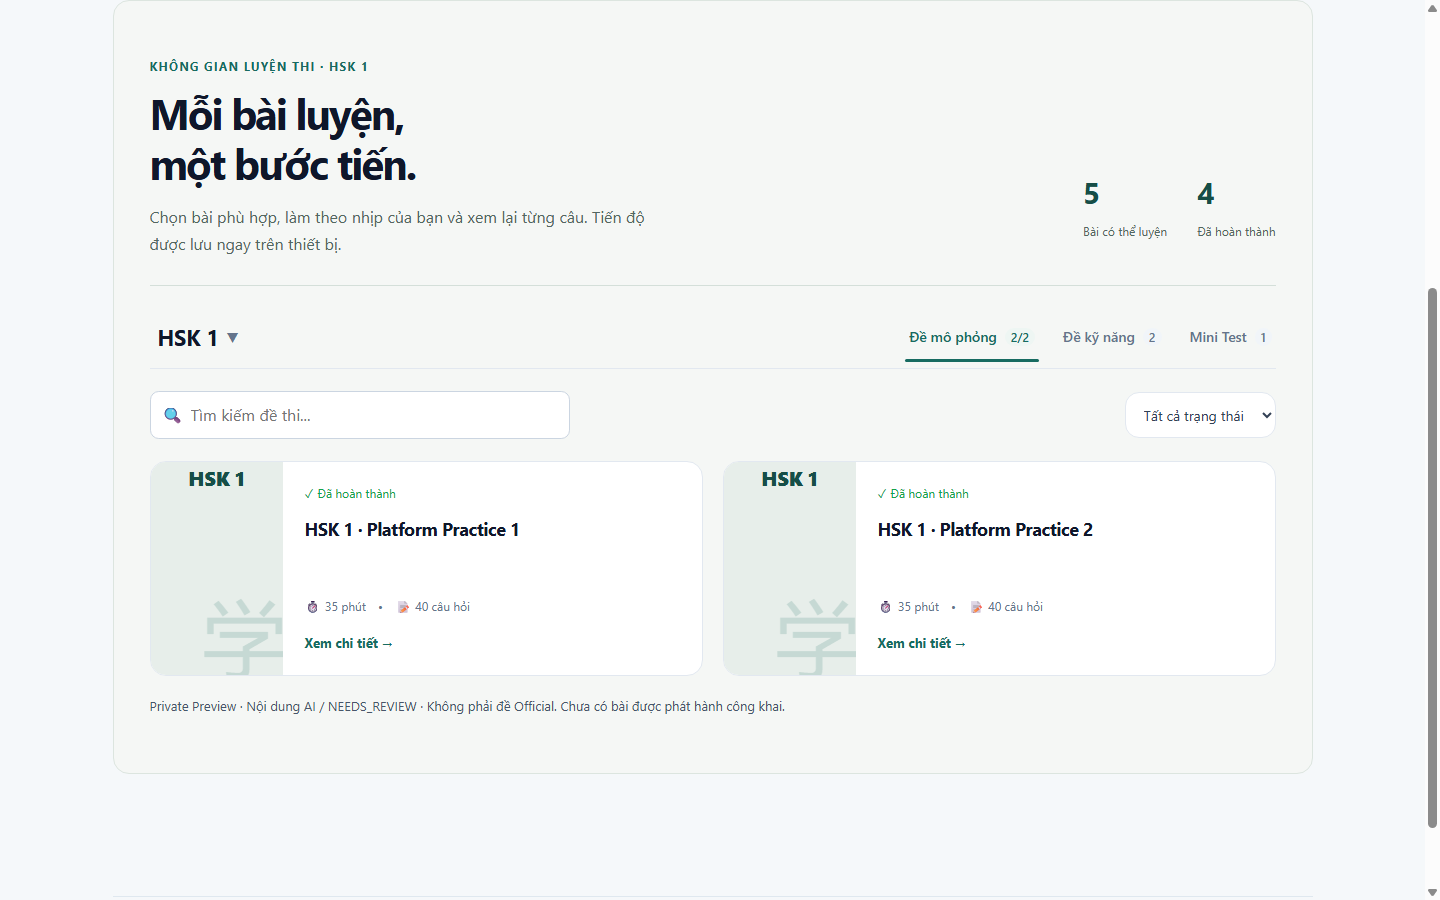 KHÔNG GIAN LUYỆN THI · HSK 1
Mỗi bài luyện,
một bước tiến.
Chọn bài phù hợp, làm theo nhịp của bạn và xem lại từng câu. Tiến độ
được lưu ngay trên thiết bị.
5
Bài có thể luyện
4
Đã hoàn thành
HSK 1 ▼
Đề mô phỏng 2/2
Đề kỹ năng 2
Mini Test 1
Tìm kiếm đề thi...
Tất cả trạng thái
HSK 1
学
✓ Đã hoàn thành
HSK 1 · Platform Practice 1
35 phút • 40 câu hỏi
Xem chi tiết →
HSK 1
学
✓ Đã hoàn thành
HSK 1 · Platform Practice 2
35 phút • 40 câu hỏi
Xem chi tiết →
Private Preview · Nội dung AI / NEEDS_REVIEW · Không phải đề Official. Chưa có bài được phát hành công khai.